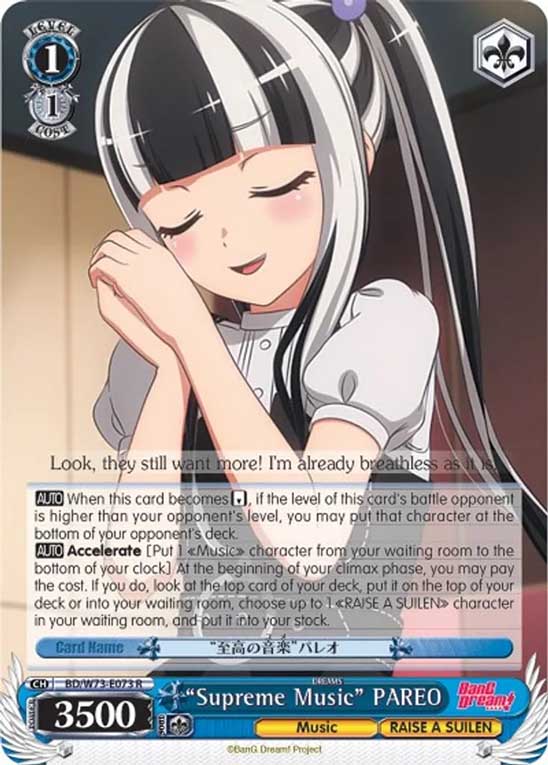 LEVEL
1
1
COST
Look, they still want more! I'm already breathless as it is.
AUTO When this card becomes, if the level of this card's battle opponent
is higher than your opponent's level, you may put that character at the
bottom of your opponent's deck.
AUTO Accelerate [Put 1 «Music» character from your waiting room to the
bottom of your clock] At the beginning of your climax phase, you may pay
the cost. If you do, look at the top card of your deck, put it on the top of your
deck or into your waiting room, choose up to 1 «RAISE A SUILEN» character
in your waiting room, and put it into your stock.
Card Name
“至高の音楽”パレオ
CH BD/W73-E073 R
DREAMS
“Supreme Music” PAREO
BanG Dream!
POWER
3500
SOUL
Music
RAISE A SUILEN
©BanG Dream! Project